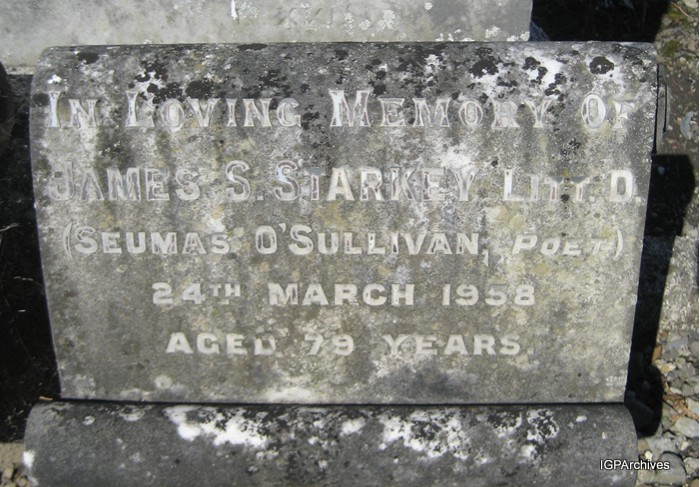 IN LOVING MEMORY OF
JAMES S. STARKEY LITT. D.
(SEUMAS O'SULLIVAN, POET)
24TH MARCH 1958
AGED 79 YEARS
IGPArchives